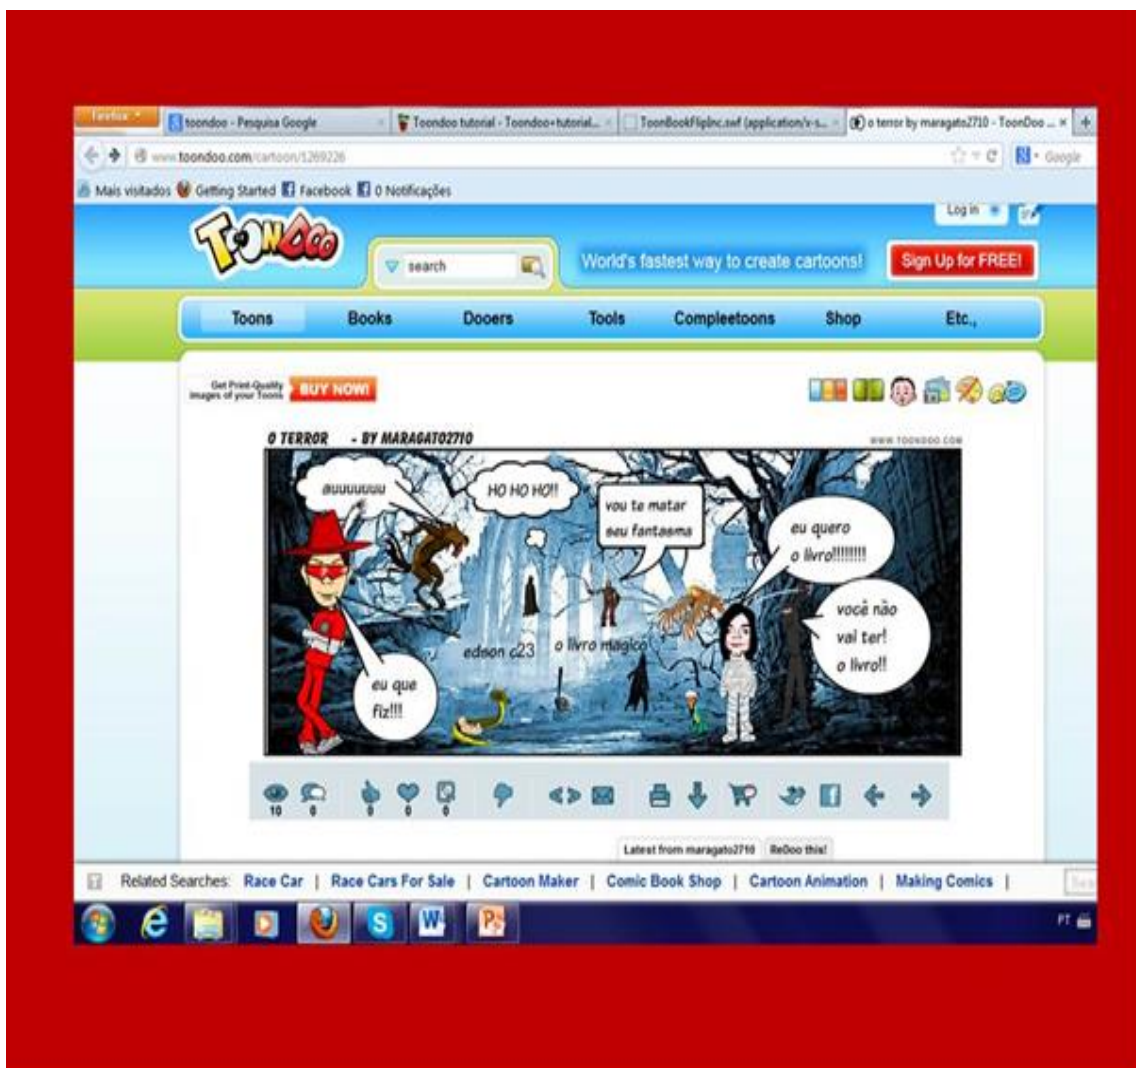 Firefox
toondoo - Pesquisa Google
Toondoo tutorial - Toondoo+tutorial...
ToonBookFlipInc.swf (application/x-s...
o terror by maragato2710 - ToonDoo ...
www.toondoo.com/cartoon/1269226
Google
Mais visitados Getting Started Facebook 0 Notificações
Log in
TOONDOO
search
World's fastest way to create cartoons!
Sign Up for FREE!
Toons Books Dooers Tools Compleetoons Shop Etc.,
Get Print-Quality
images of your Toons
BUY NOW!
O TERROR - BY MARAGATO2710
WWW.TOONDOO.COM
auuuuuuu
HO HO HO!!
vou te matar
seu fantasma
eu quero
o livro!!!!!!!!!
você não
vai ter!
o livro!!
edson c23
o livro magico
eu que
fiz!!!
10 0 0 0 0
Latest from maragato2710 ReDoo this!
Related Searches: Race Car | Race Cars For Sale | Cartoon Maker | Comic Book Shop | Cartoon Animation | Making Comics |
PT